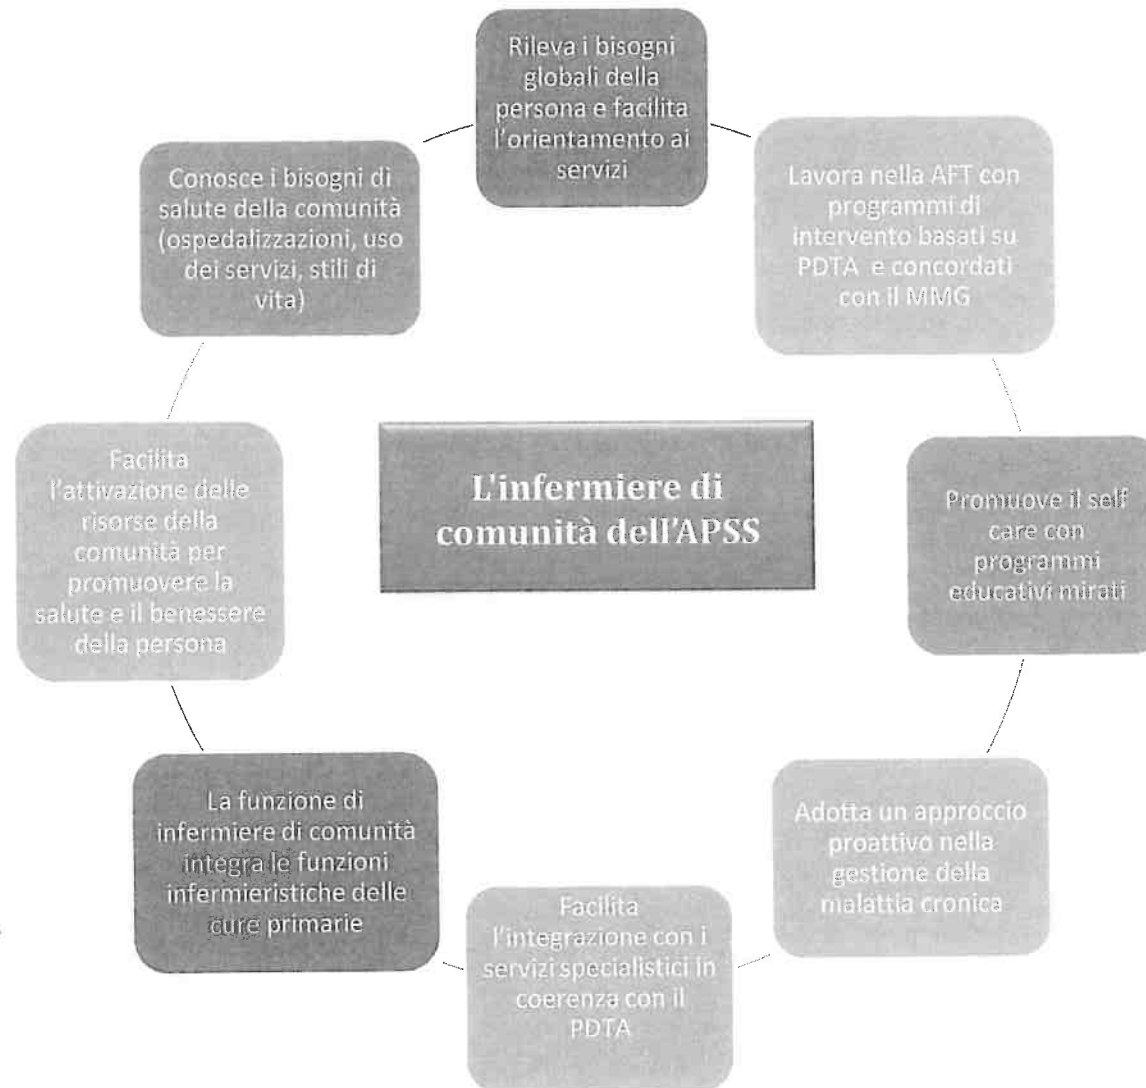 Rileva i bisogni
globali della
persona e facilita
l'orientamento ai
servizi
Lavora nella AFT con
programmi di
intervento basati su
PDTA e concordati
con il MMG
Promuove il self
care con
programmi
educativi mirati
Adotta un approccio
proattivo nella
gestione della
malattia cronica
Facilita
l'integrazione con i
servizi specialistici in
coerenza con il
PDTA
La funzione di
infermiere di comunità
integra le funzioni
infermieristiche delle
cure primarie
Facilita
l'attivazione delle
risorse della
comunità per
promuovere la
salute e il benessere
della persona
Conosce i bisogni di
salute della comunità
(ospedalizzazioni, uso
dei servizi, stili di
vita)
L'infermiere di
comunità dell'APSS